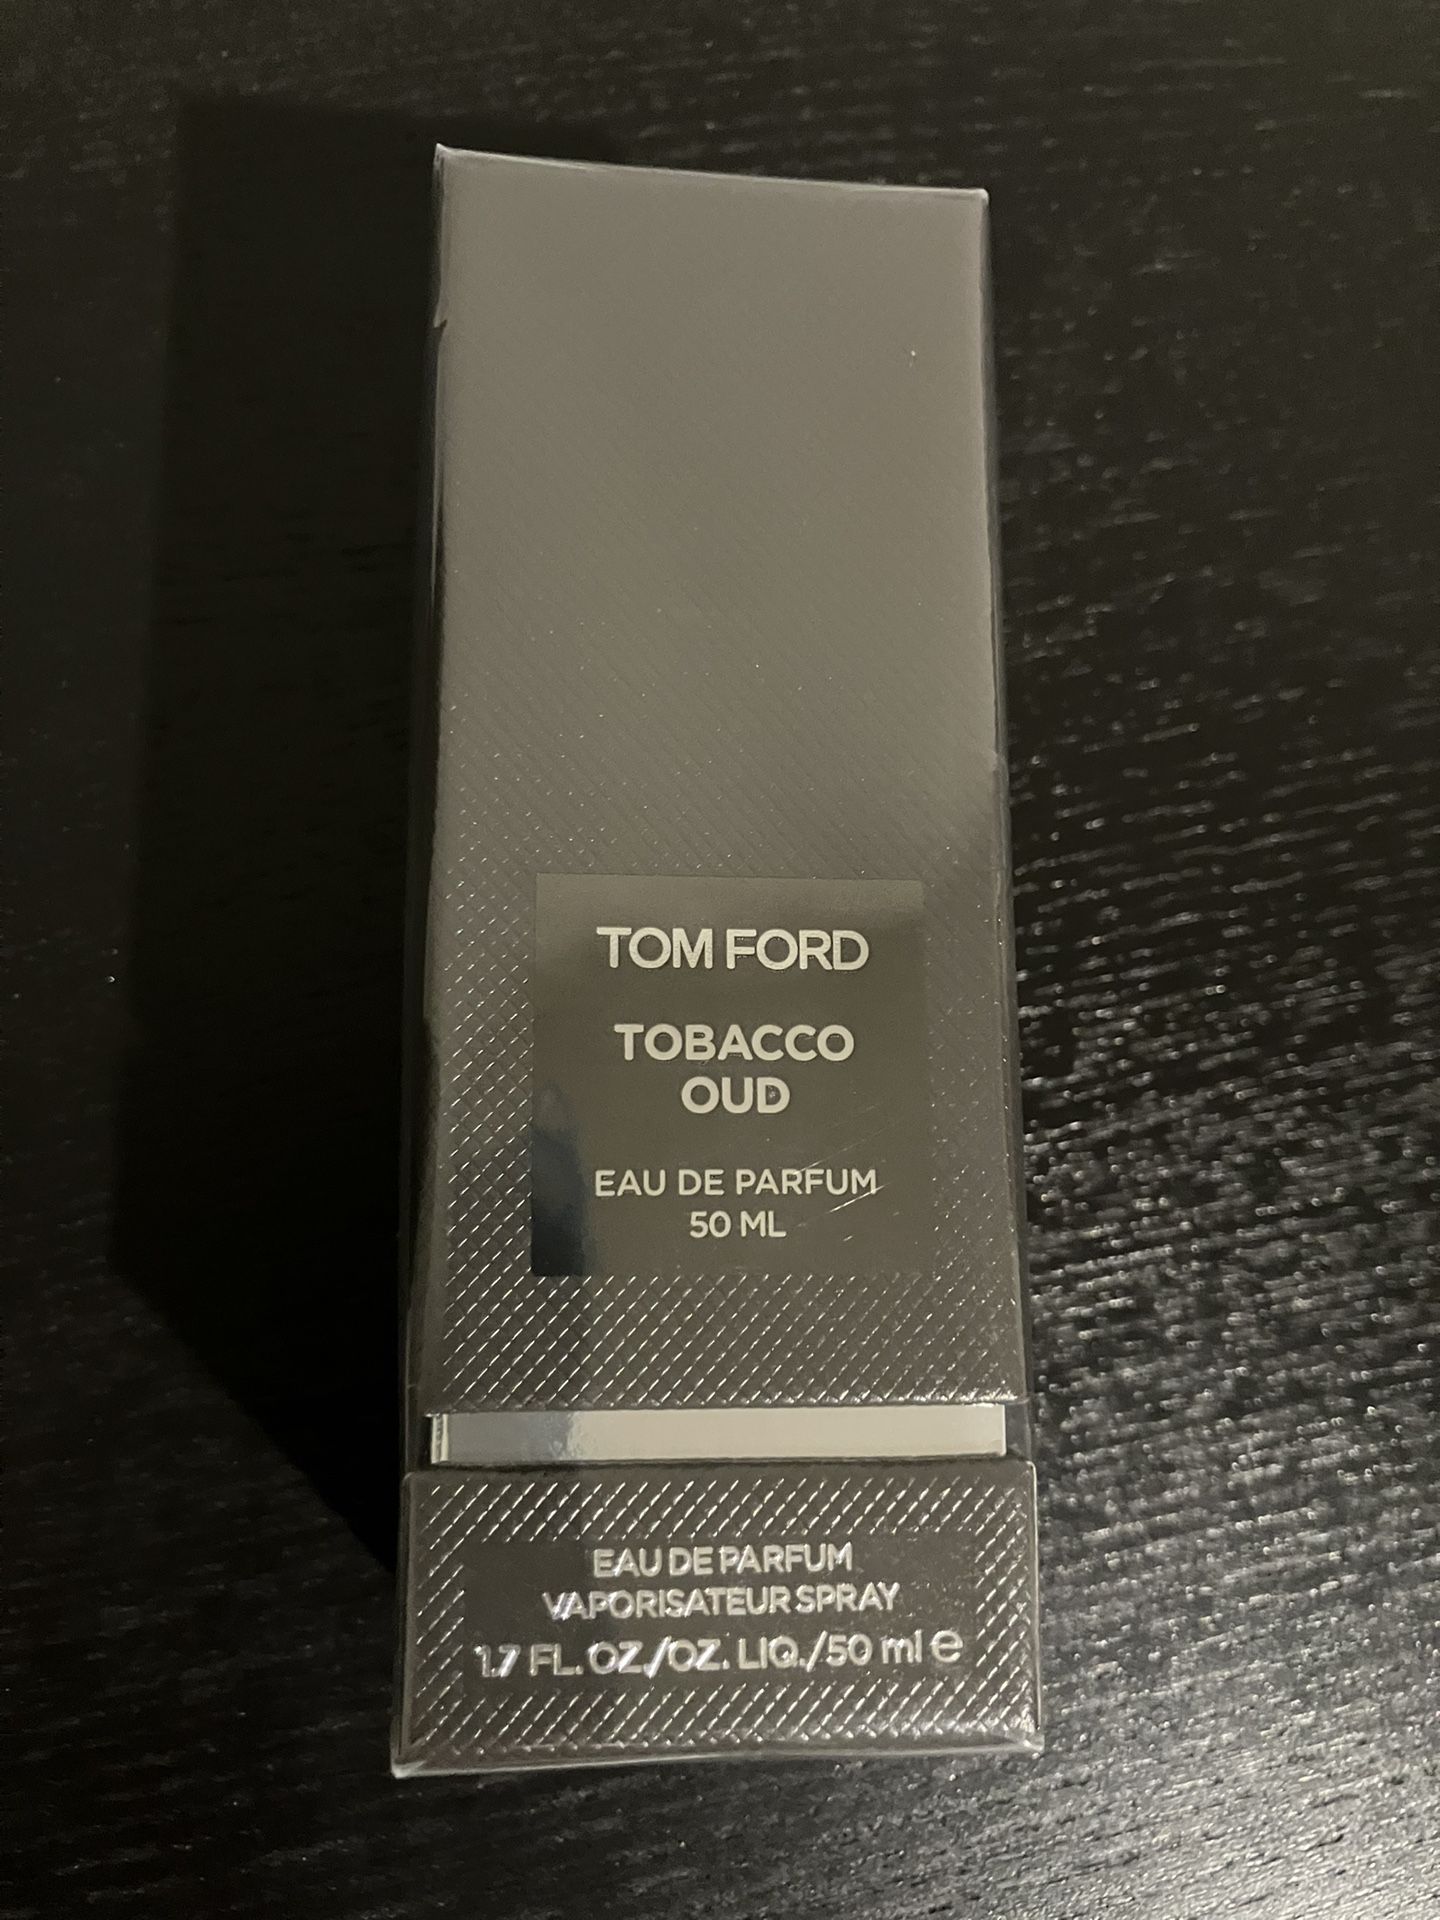 TOM FORD
TOBACCO
OUD
EAU DE PARFUM
50 ML
EAU DE PARFUM
VAPORISATEUR SPRAY
1.7 FL. OZ./OZ. LIQ./50 ml e